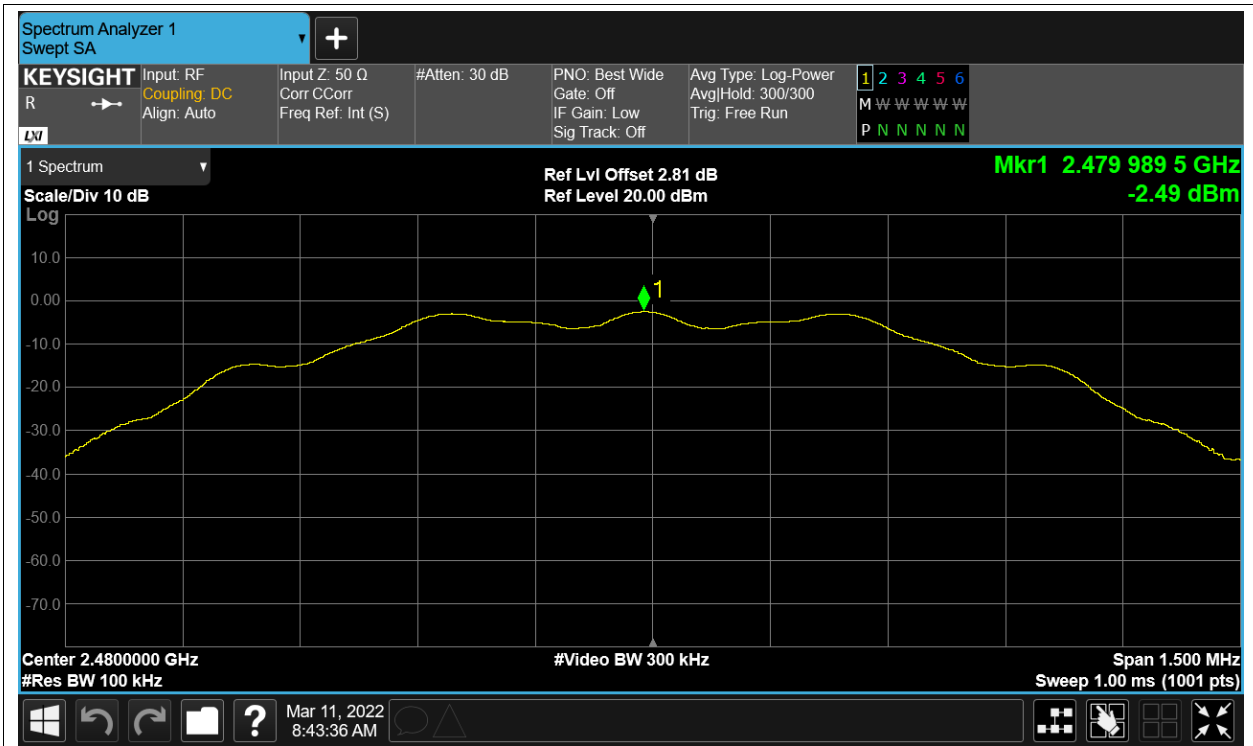 Spectrum Analyzer 1
Swept SA
KEYSIGHT
R
LXI
Input: RF
Coupling: DC
Align: Auto
Input Z: 50 Ω
Corr CCorr
Freq Ref: Int (S)
#Atten: 30 dB
PNO: Best Wide
Gate: Off
IF Gain: Low
Sig Track: Off
Avg Type: Log-Power
Avg|Hold: 300/300
Trig: Free Run
1 2 3 4 5 6
M W W W W W
P N N N N N
1 Spectrum
Scale/Div 10 dB
Log
Ref Lvl Offset 2.81 dB
Ref Level 20.00 dBm
Mkr1 2.479 989 5 GHz
-2.49 dBm
10.0
0.00
-10.0
-20.0
-30.0
-40.0
-50.0
-60.0
-70.0
1
Center 2.4800000 GHz
#Res BW 100 kHz
#Video BW 300 kHz
Span 1.500 MHz
Sweep 1.00 ms (1001 pts)
?
Mar 11, 2022
8:43:36 AM